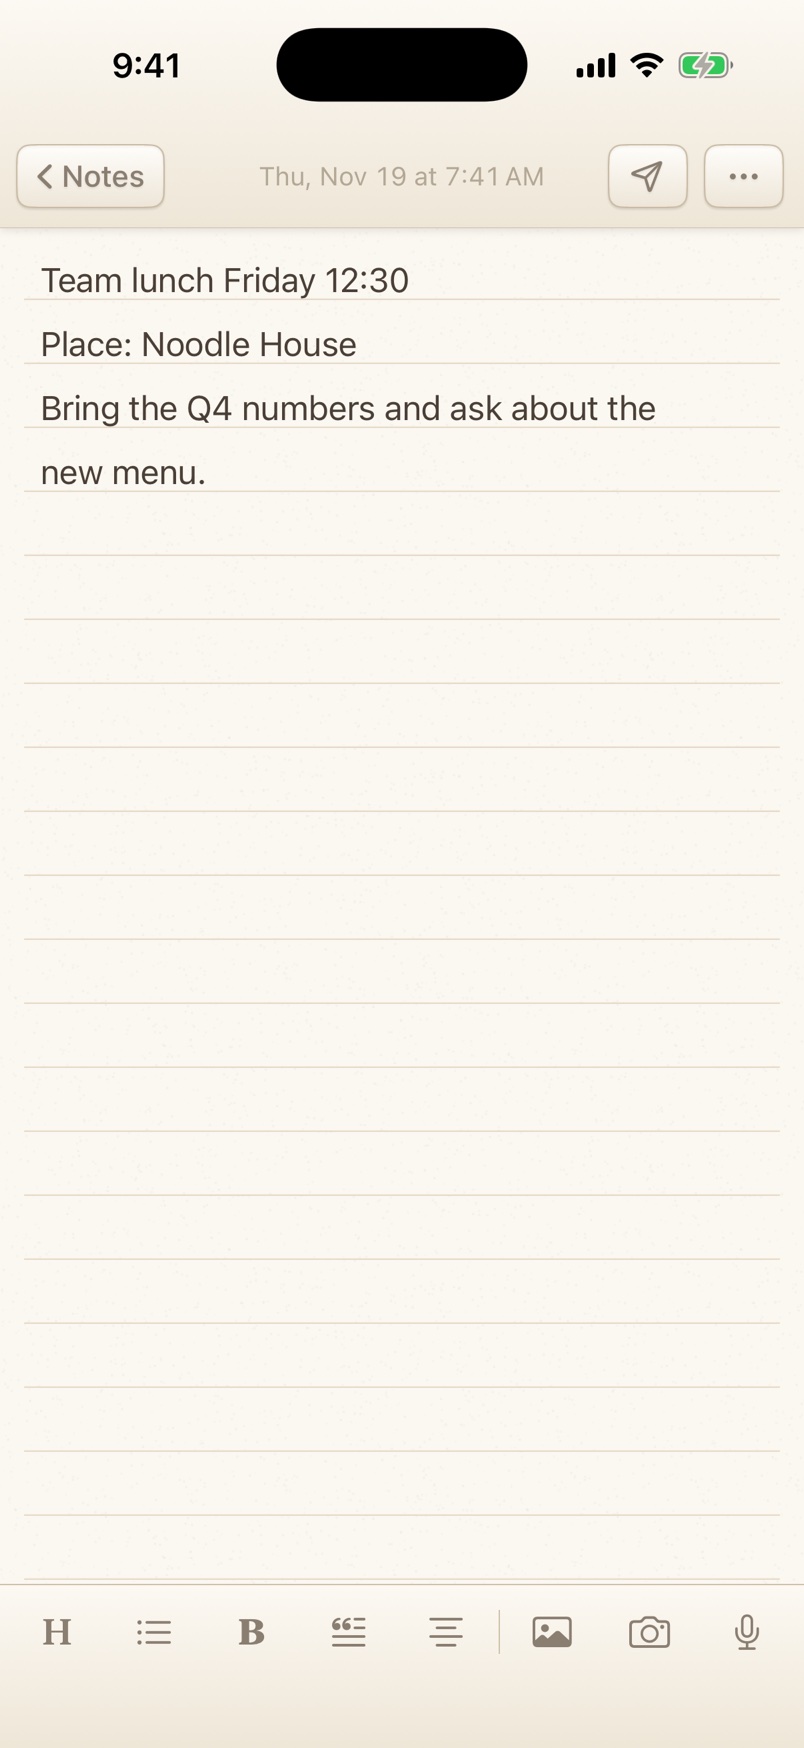 9:41
Notes
Thu, Nov 19 at 7:41 AM
Team lunch Friday 12:30
Place: Noodle House
Bring the Q4 numbers and ask about the
new menu.
H
B